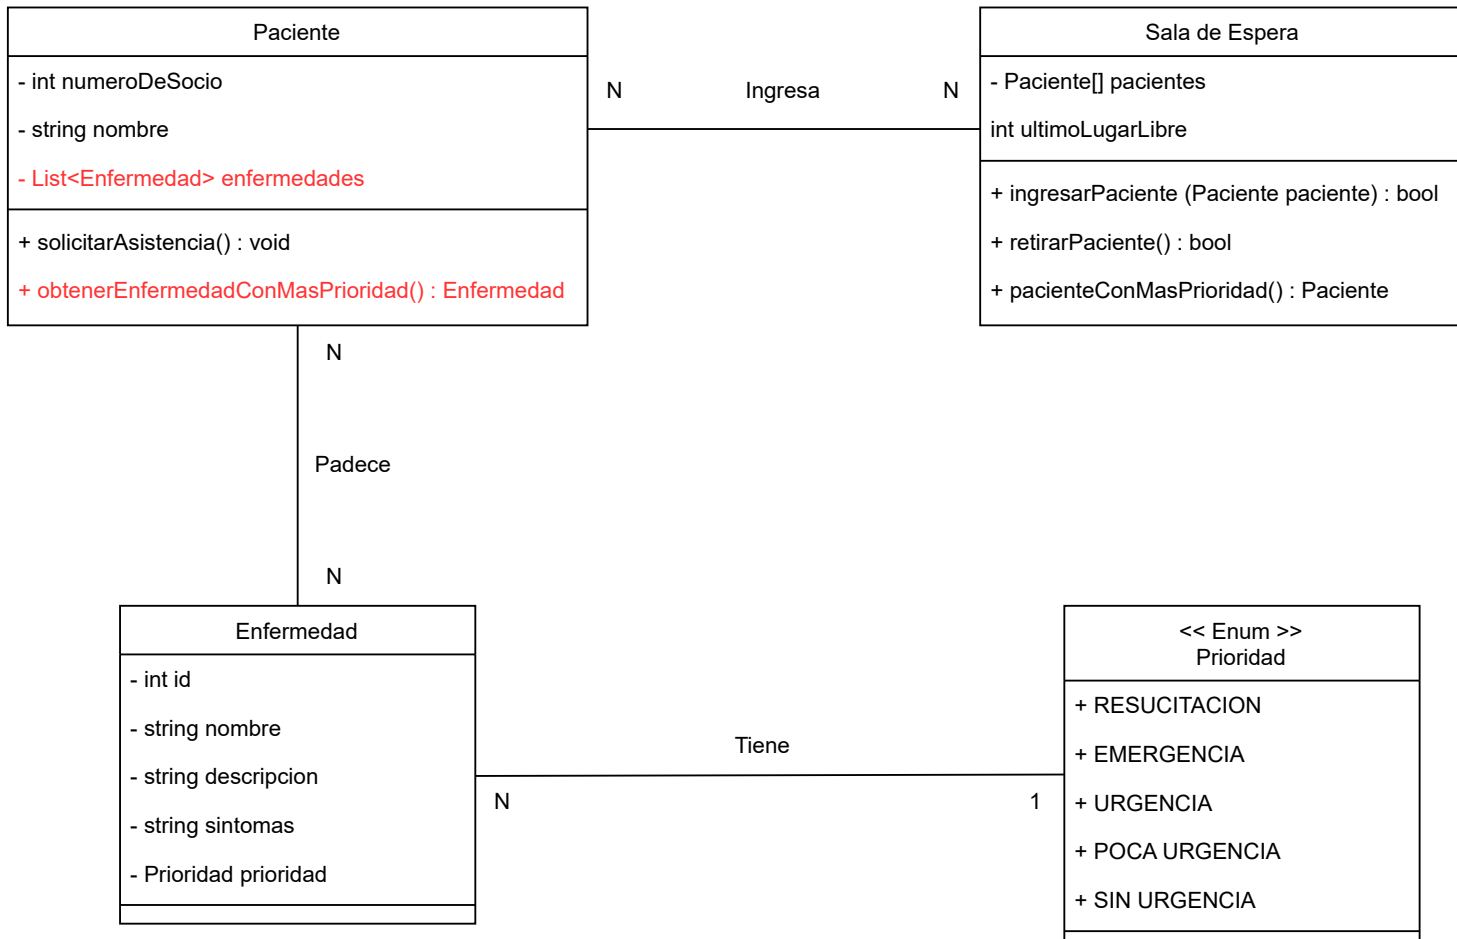 Paciente
- int numeroDeSocio
- string nombre
- List<Enfermedad> enfermedades
+ solicitarAsistencia() : void
+ obtenerEnfermedadConMasPrioridad() : Enfermedad
N
Ingresa
N
Sala de Espera
- Paciente[] pacientes
int ultimoLugarLibre
+ ingresarPaciente (Paciente paciente) : bool
+ retirarPaciente() : bool
+ pacienteConMasPrioridad() : Paciente
N
Padece
N
Enfermedad
- int id
- string nombre
- string descripcion
- string sintomas
- Prioridad prioridad
Tiene
N
1
<< Enum >>
Prioridad
+ RESUCITACION
+ EMERGENCIA
+ URGENCIA
+ POCA URGENCIA
+ SIN URGENCIA